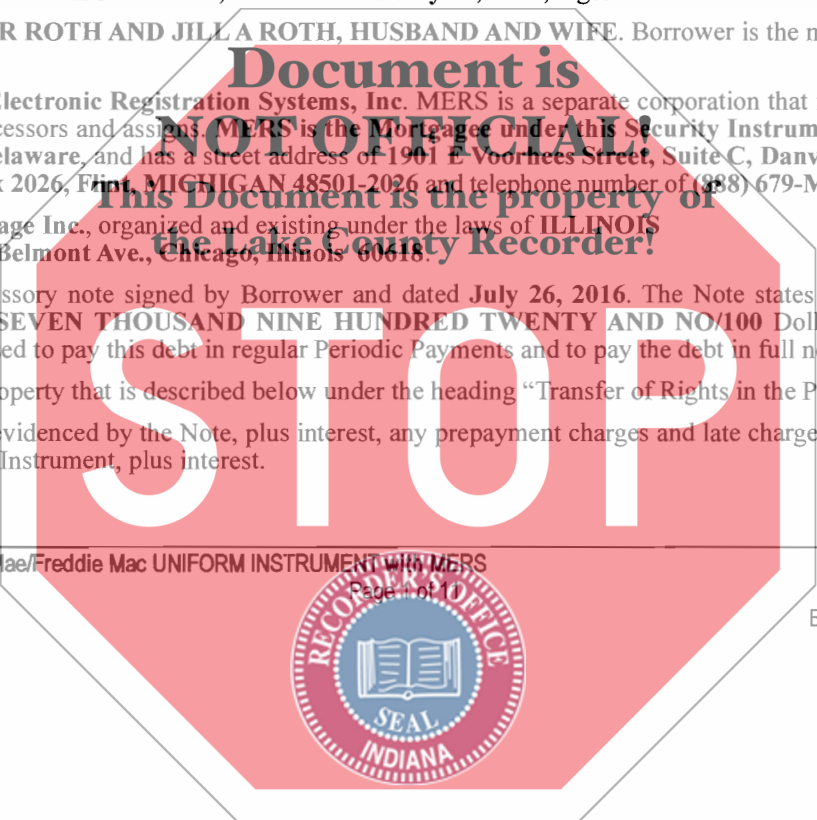 R ROTH AND JILL A ROTH, HUSBAND AND WIFE. Borrower is the m
Document is
Electronic Registration Systems, Inc. MERS is a separate corporation that
cessors and assigns. MERS is the Mortgagee under this Security Instrum
NOT OFFICIAL!
elaware, and has a street address of 1901 E Voorhees Street, Suite C, Danv
x 2026, Flint, MICHIGAN 48501-2026 and telephone number of (888) 679-M
This Document is the property of
age Inc., organized and existing under the laws of ILLINOIS
the Lake County Recorder!
Belmont Ave., Chicago, Illinois 60618.
ssory note signed by Borrower and dated July 26, 2016. The Note states
SEVEN THOUSAND NINE HUNDRED TWENTY AND NO/100 Doll
ed to pay this debt in regular Periodic Payments and to pay the debt in full n
STOP
operty that is described below under the heading “Transfer of Rights in the P
evidenced by the Note, plus interest, any prepayment charges and late charge
Instrument, plus interest.
Mae/Freddie Mac UNIFORM INSTRUMENT with MERS
Page 1 of 11
RECORDER'S OFFICE
SEAL
INDIANA